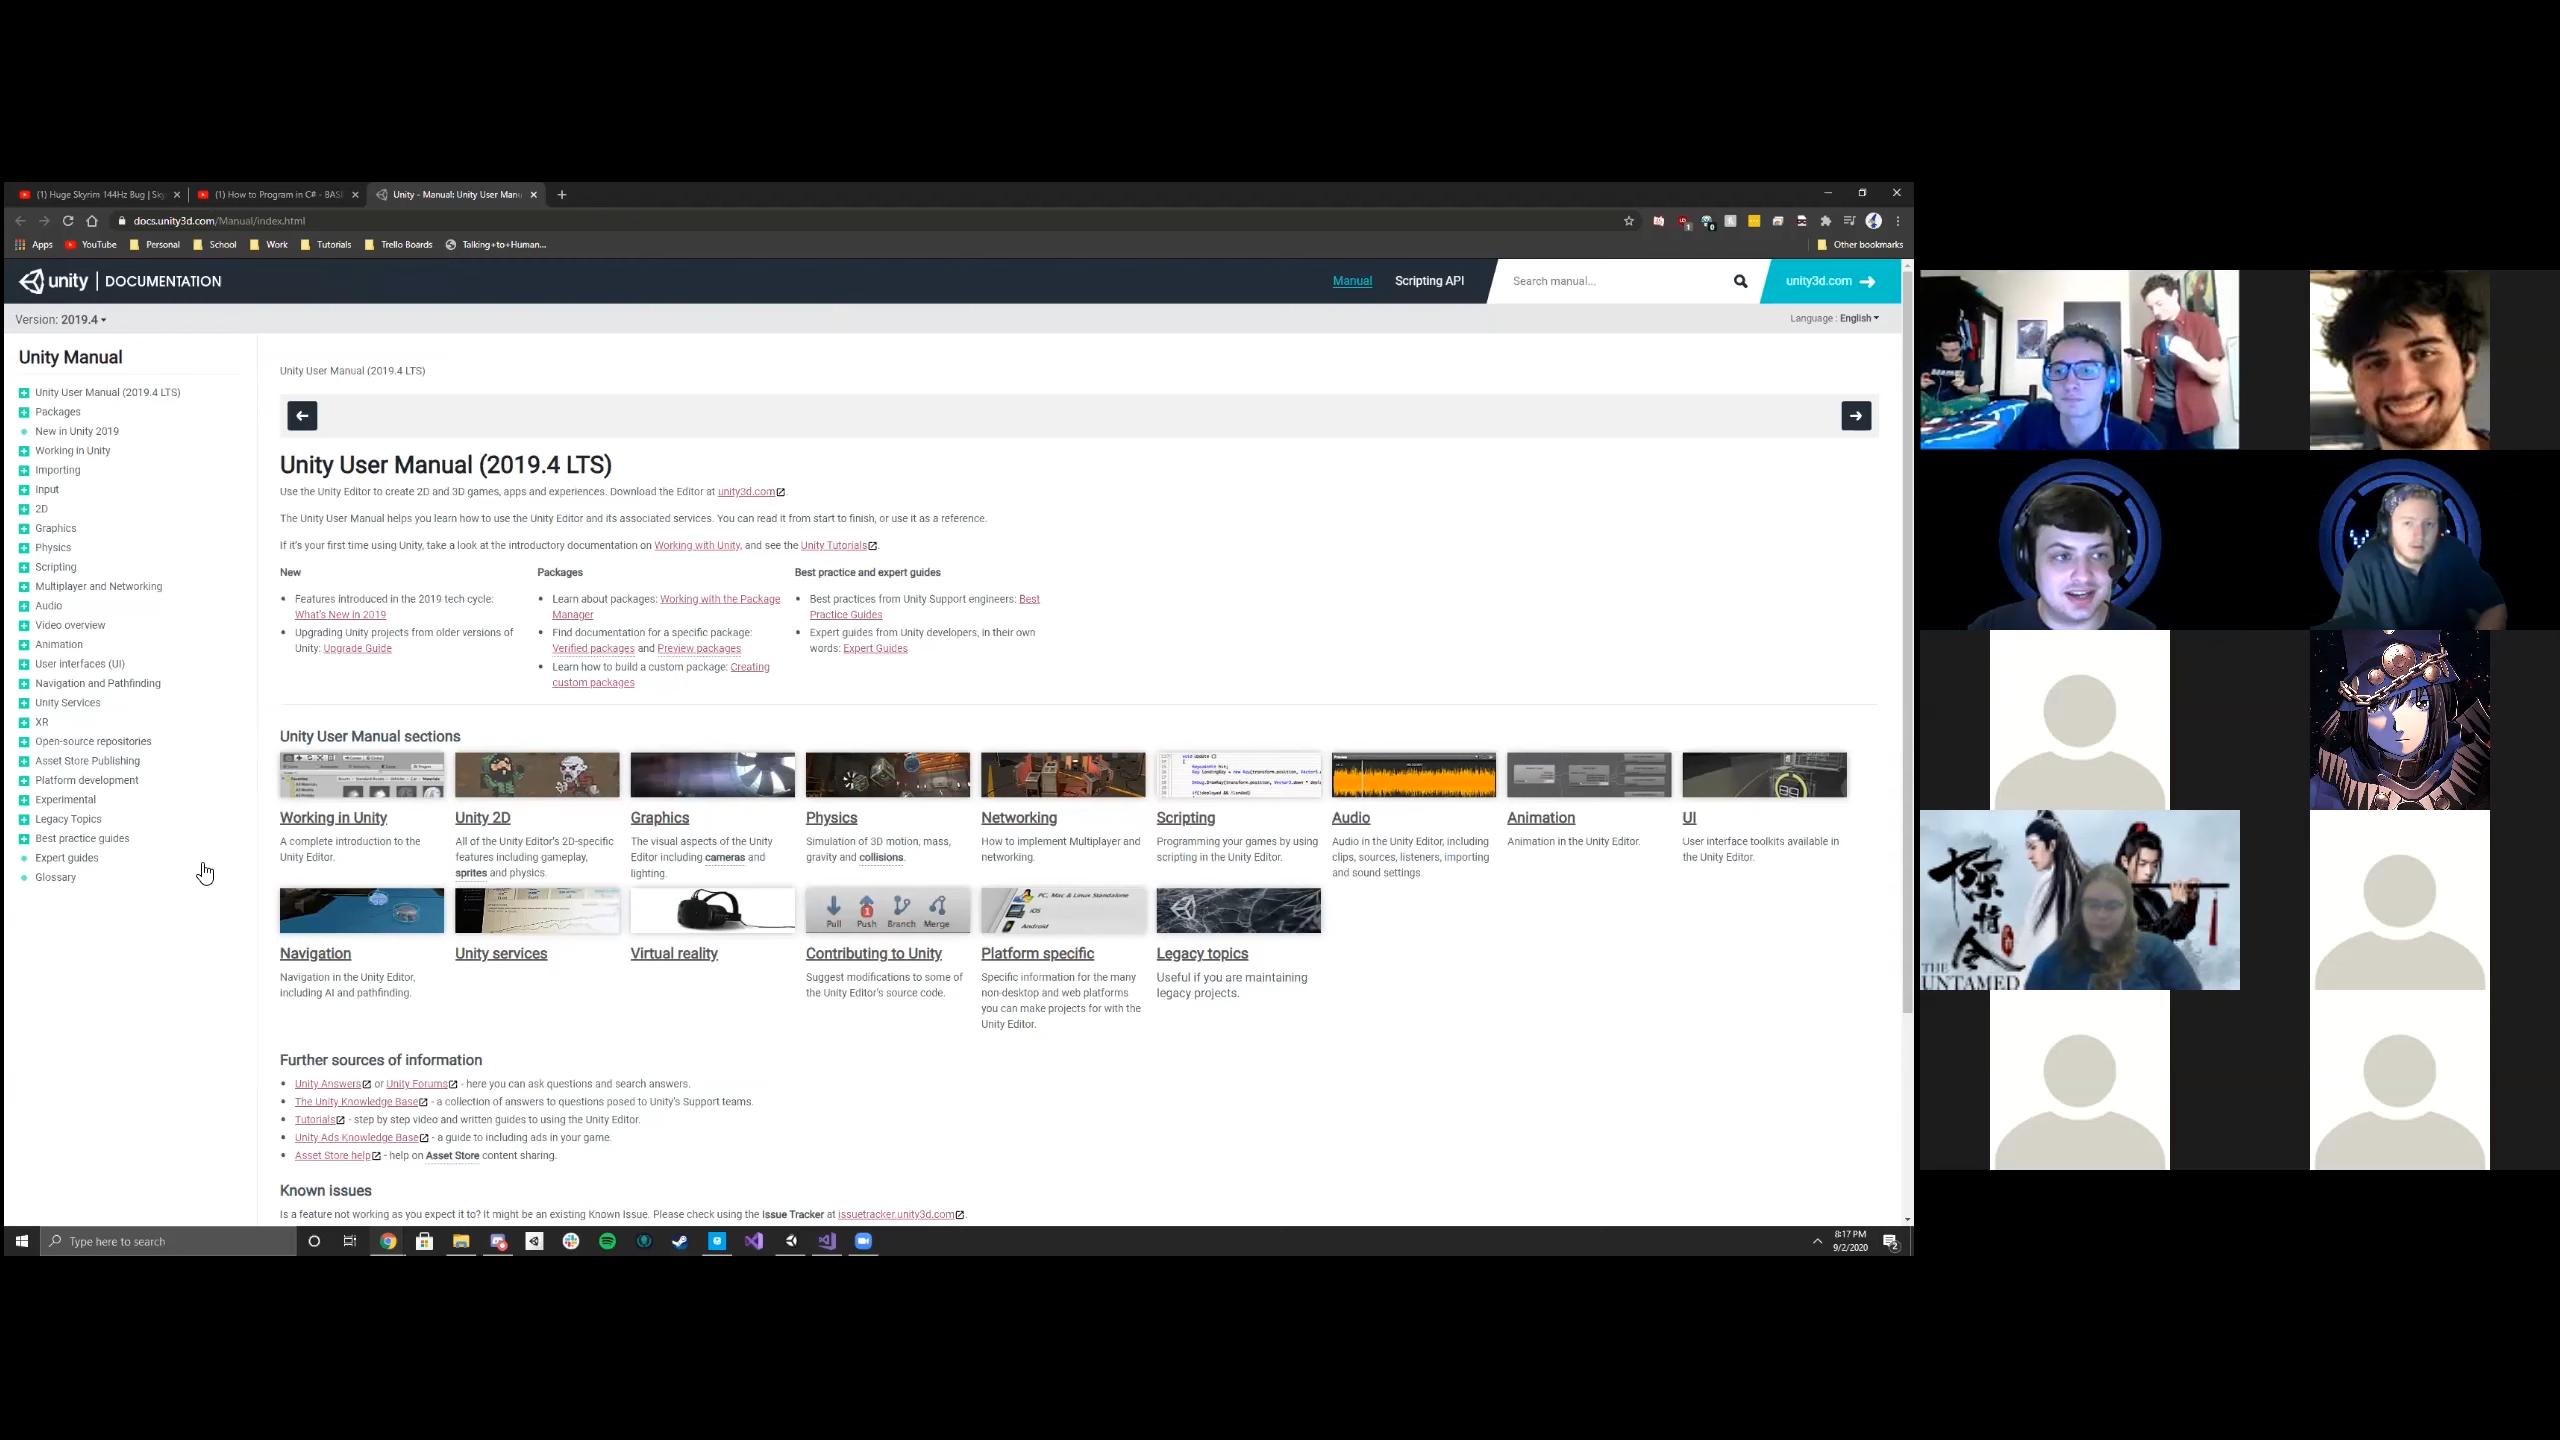 (1) Huge Skyrim 144Hz Bug | Sky
(1) How to Program in C# - BASI
Unity - Manual: Unity User Manu
docs.unity3d.com/Manual/index.html
Apps YouTube Personal School Work Tutorials Trello Boards Talking+to+Human... Other bookmarks
unity | DOCUMENTATION
Manual Scripting API Search manual... unity3d.com
Version: 2019.4
Language : English
Unity Manual
Unity User Manual (2019.4 LTS)
Packages
New in Unity 2019
Working in Unity
Importing
Input
2D
Graphics
Physics
Scripting
Multiplayer and Networking
Audio
Video overview
Animation
User interfaces (UI)
Navigation and Pathfinding
Unity Services
XR
Open-source repositories
Asset Store Publishing
Platform development
Experimental
Legacy Topics
Best practice guides
Expert guides
Glossary
Unity User Manual (2019.4 LTS)
Unity User Manual (2019.4 LTS)
Use the Unity Editor to create 2D and 3D games, apps and experiences. Download the Editor at unity3d.com.
The Unity User Manual helps you learn how to use the Unity Editor and its associated services. You can read it from start to finish, or use it as a reference.
If it's your first time using Unity, take a look at the introductory documentation on Working with Unity, and see the Unity Tutorials.
New
Features introduced in the 2019 tech cycle:
What's New in 2019
Upgrading Unity projects from older versions of
Unity: Upgrade Guide
Packages
Learn about packages: Working with the Package
Manager
Find documentation for a specific package:
Verified packages and Preview packages
Learn how to build a custom package: Creating
custom packages
Best practice and expert guides
Best practices from Unity Support engineers: Best
Practice Guides
Expert guides from Unity developers, in their own
words: Expert Guides
Unity User Manual sections
Working in Unity
A complete introduction to the
Unity Editor.
Unity 2D
All of the Unity Editor's 2D-specific
features including gameplay,
sprites and physics.
Graphics
The visual aspects of the Unity
Editor including cameras and
lighting.
Physics
Simulation of 3D motion, mass,
gravity and collisions.
Networking
How to implement Multiplayer and
networking.
Scripting
Programming your games by using
scripting in the Unity Editor.
Audio
Audio in the Unity Editor, including
clips, sources, listeners, importing
and sound settings.
Animation
Animation in the Unity Editor.
89
UI
User interface toolkits available in
the Unity Editor.
Navigation
Navigation in the Unity Editor,
including AI and pathfinding.
Unity services
Virtual reality
Pull Push Branch Merge
Contributing to Unity
Suggest modifications to some of
the Unity Editor's source code.
PC, Mac & Linux Standalone
iOS
Android
Platform specific
Specific information for the many
non-desktop and web platforms
you can make projects for with the
Unity Editor.
Legacy topics
Useful if you are maintaining
legacy projects.
Further sources of information
Unity Answers or Unity Forums - here you can ask questions and search answers.
The Unity Knowledge Base - a collection of answers to questions posed to Unity's Support teams.
Tutorials - step by step video and written guides to using the Unity Editor.
Unity Ads Knowledge Base - a guide to including ads in your game.
Asset Store help - help on Asset Store content sharing.
Known issues
Is a feature not working as you expect it to? It might be an existing Known Issue. Please check using the Issue Tracker at issuetracker.unity3d.com.
Type here to search
8:17 PM
9/2/2020
陈情令
THE
UNTAMED